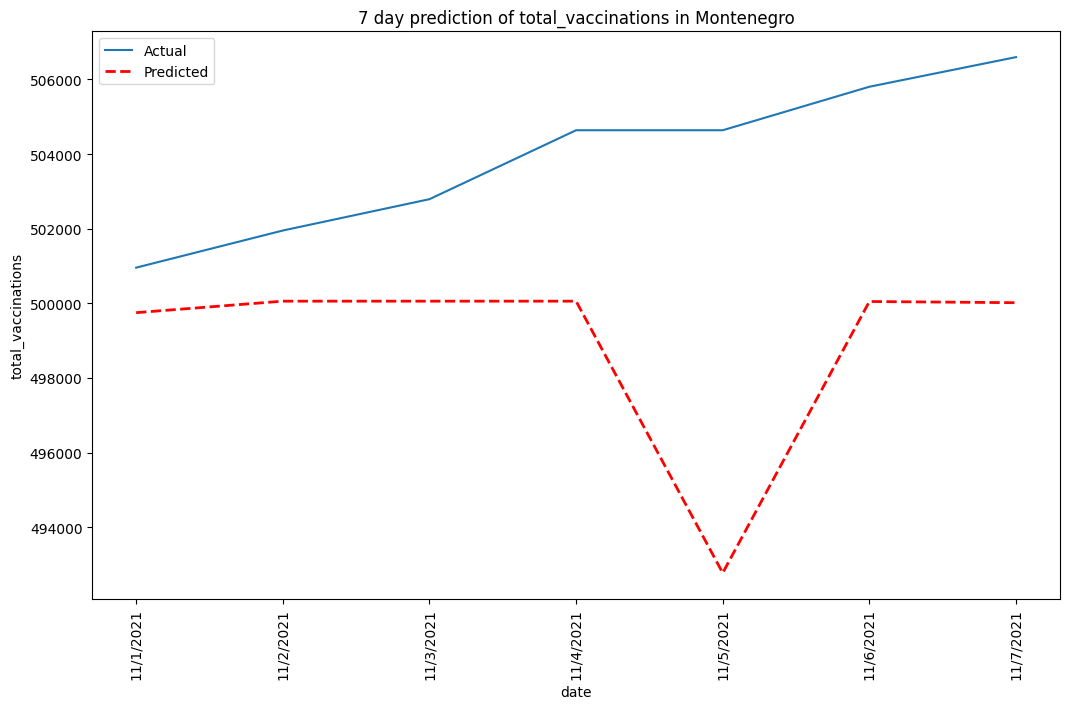 7 day prediction of total_vaccinations in Montenegro
Actual
Predicted
506000
504000
502000
500000
498000
496000
494000
total_vaccinations
11/1/2021
11/2/2021
11/3/2021
11/4/2021
11/5/2021
11/6/2021
11/7/2021
date